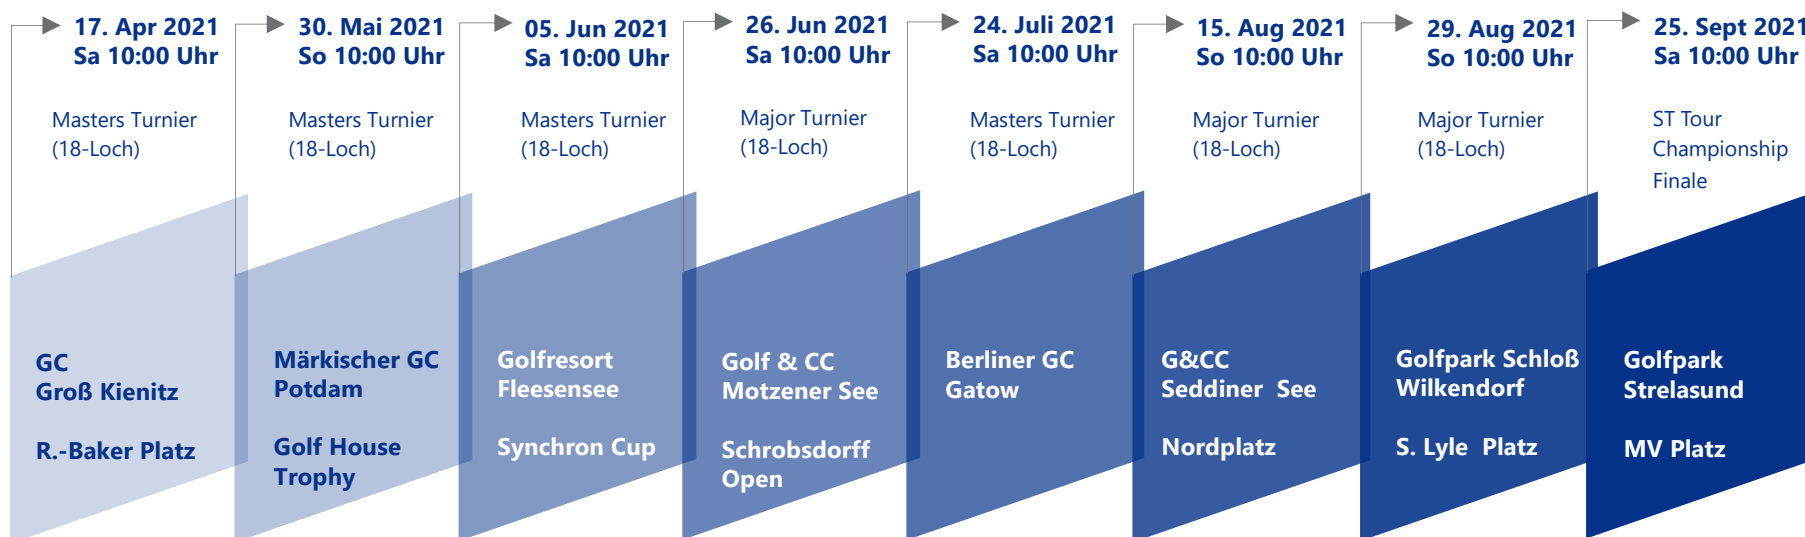 17. Apr 2021
Sa 10:00 Uhr
Masters Turnier
(18-Loch)
GC
Groß Kienitz
R.-Baker Platz
30. Mai 2021
So 10:00 Uhr
Masters Turnier
(18-Loch)
Märkischer GC
Potdam
Golf House
Trophy
05. Jun 2021
Sa 10:00 Uhr
Masters Turnier
(18-Loch)
Golfresort
Fleesensee
Synchron Cup
26. Jun 2021
Sa 10:00 Uhr
Major Turnier
(18-Loch)
Golf & CC
Motzener See
Schrobsdorff
Open
24. Juli 2021
Sa 10:00 Uhr
Masters Turnier
(18-Loch)
Berliner GC
Gatow
15. Aug 2021
So 10:00 Uhr
Major Turnier
(18-Loch)
G&CC
Seddiner See
Nordplatz
29. Aug 2021
So 10:00 Uhr
Major Turnier
(18-Loch)
Golfpark Schloß
Wilkendorf
S. Lyle Platz
25. Sept 2021
Sa 10:00 Uhr
ST Tour
Championship
Finale
Golfpark
Strelasund
MV Platz